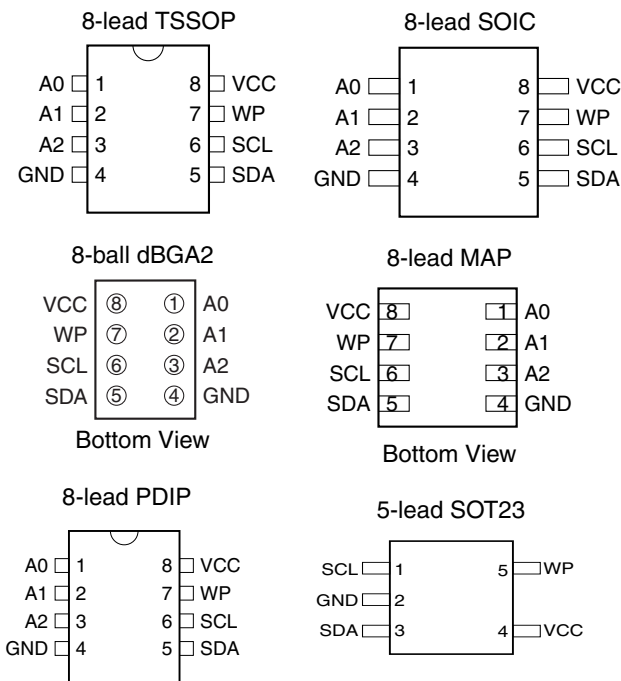 8-lead TSSOP
A0 1 8 VCC
A1 2 7 WP
A2 3 6 SCL
GND 4 5 SDA
8-lead SOIC
A0 1 8 VCC
A1 2 7 WP
A2 3 6 SCL
GND 4 5 SDA
8-ball dBGA2
VCC 8 1 A0
WP 7 2 A1
SCL 6 3 A2
SDA 5 4 GND
Bottom View
8-lead MAP
VCC 8 1 A0
WP 7 2 A1
SCL 6 3 A2
SDA 5 4 GND
Bottom View
8-lead PDIP
A0 1 8 VCC
A1 2 7 WP
A2 3 6 SCL
GND 4 5 SDA
5-lead SOT23
SCL 1 5 WP
GND 2
SDA 3 4 VCC